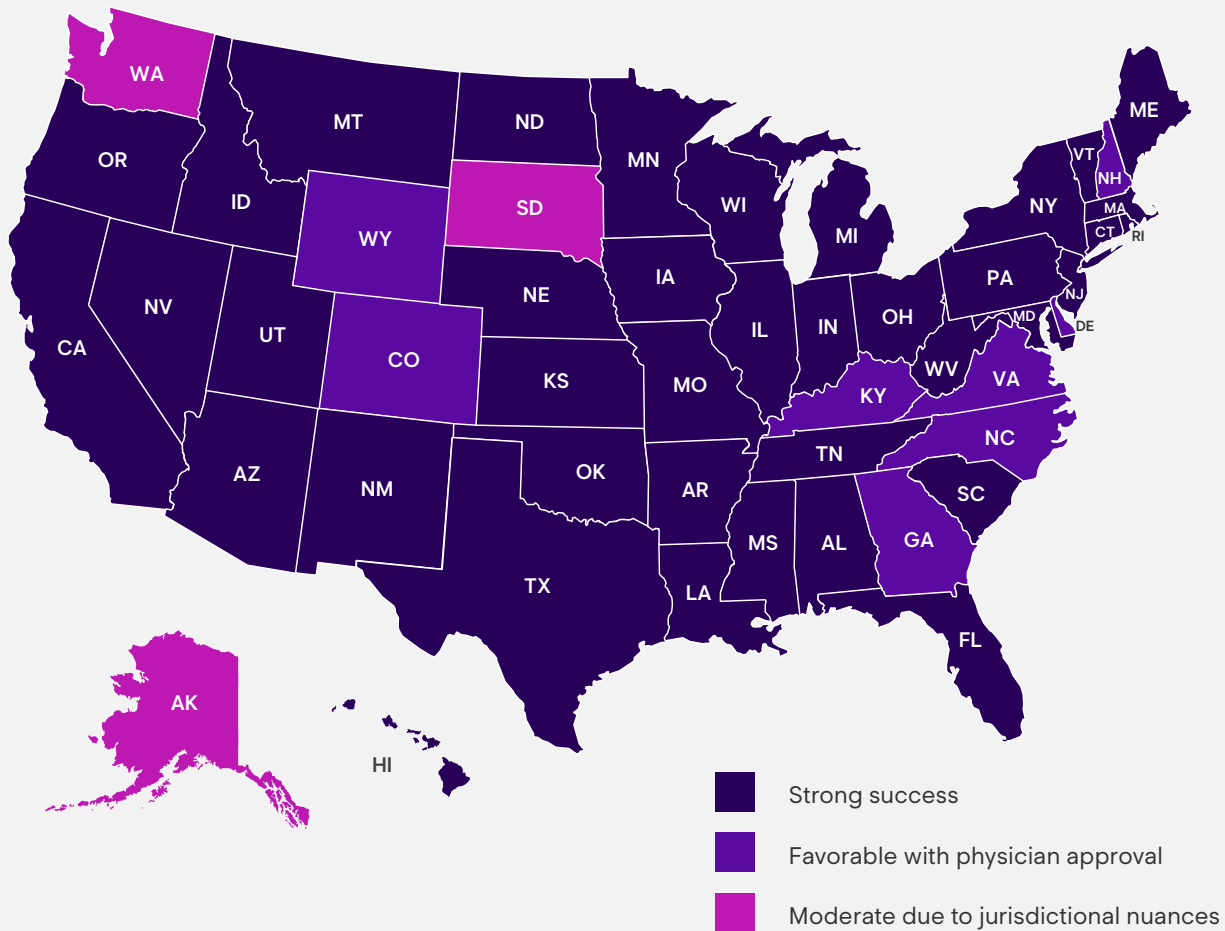 WA
MT
ND
MN
ME
OR
ID
SD
WI
MI
NY
VT
NH
MA
CT
RI
WY
IA
PA
NJ
NV
UT
NE
IL
IN
OH
MD
DE
CA
CO
KS
MO
WV
VA
KY
NC
AZ
NM
OK
AR
TN
SC
MS
AL
GA
TX
LA
FL
AK
HI
Strong success
Favorable with physician approval
Moderate due to jurisdictional nuances